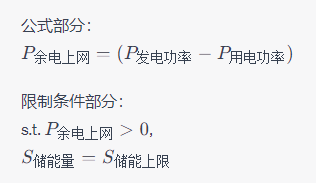 公式部分：
P余电上网 = (P发电功率 − P用电功率)
限制条件部分：
s.t. P余电上网 > 0,
S储能量 = S储能上限